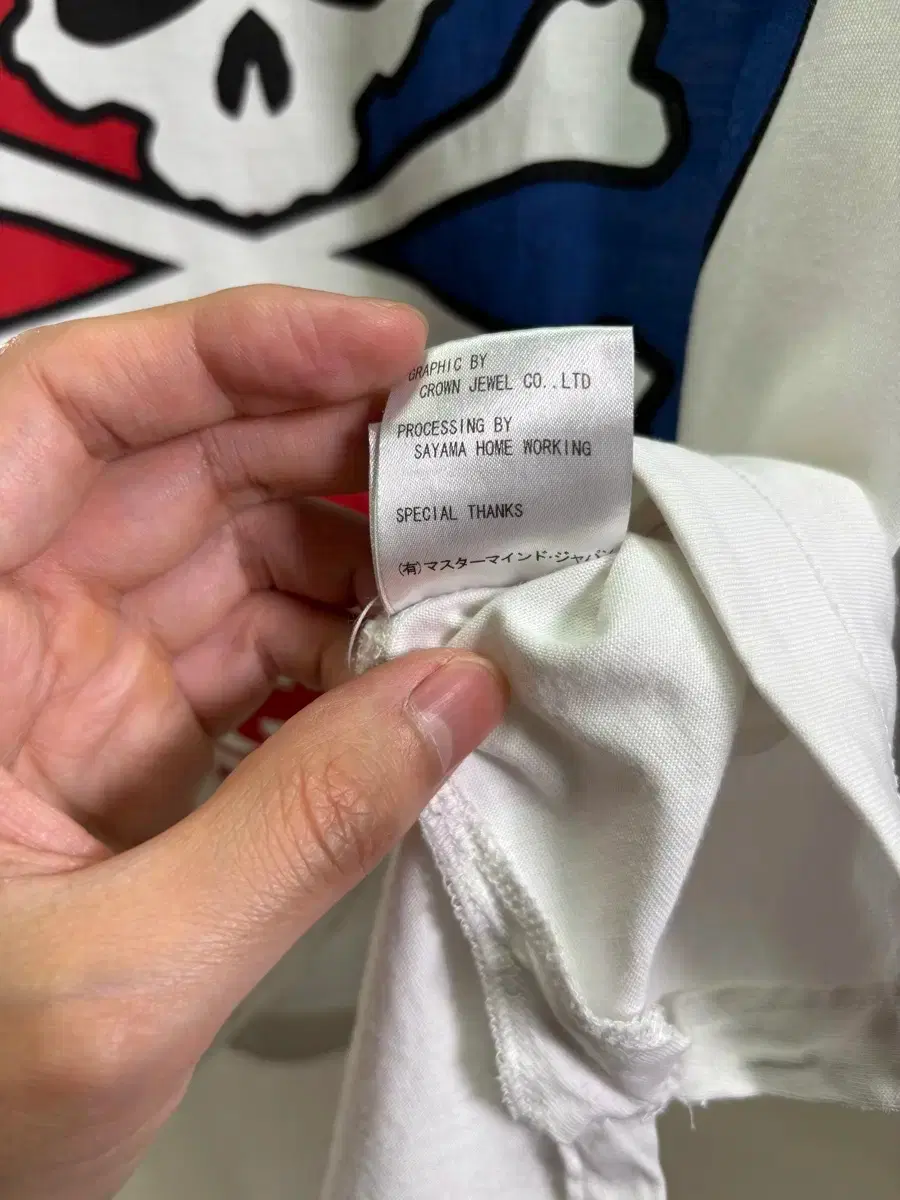 GRAPHIC BY
CROWN JEWEL CO.,LTD
PROCESSING BY
SAYAMA HOME WORKING
SPECIAL THANKS
(有)マスターマインド・ジャパン